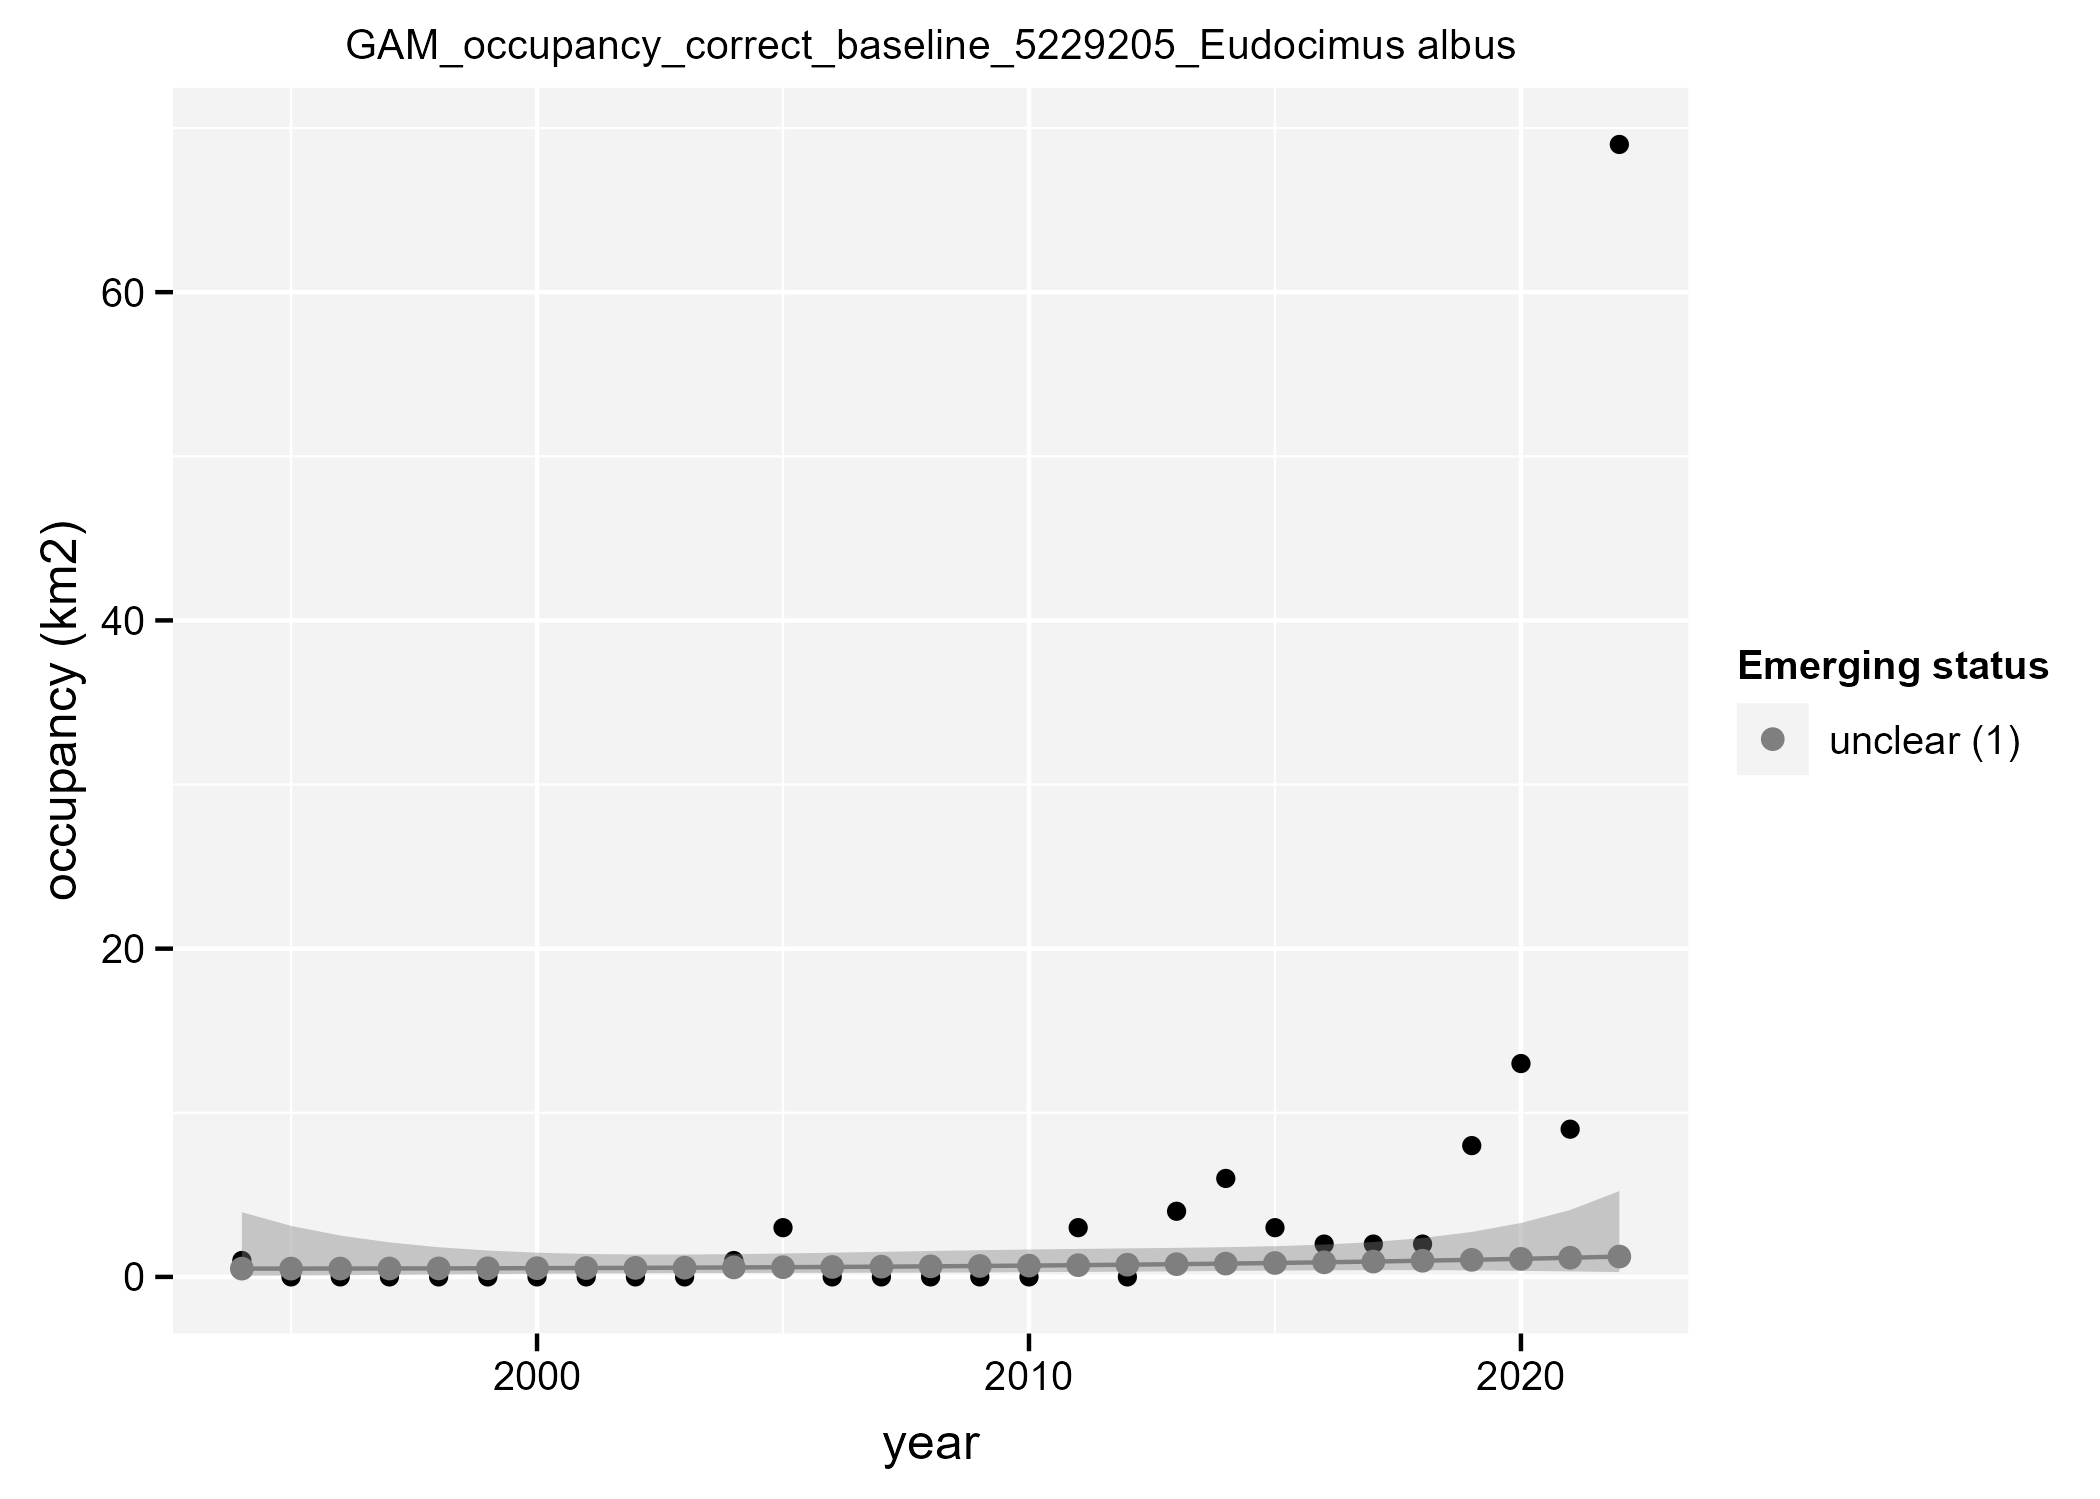 GAM_occupancy_correct_baseline_5229205_Eudocimus albus
occupancy (km2)
60
40
20
0
2000
2010
2020
year
Emerging status
unclear (1)